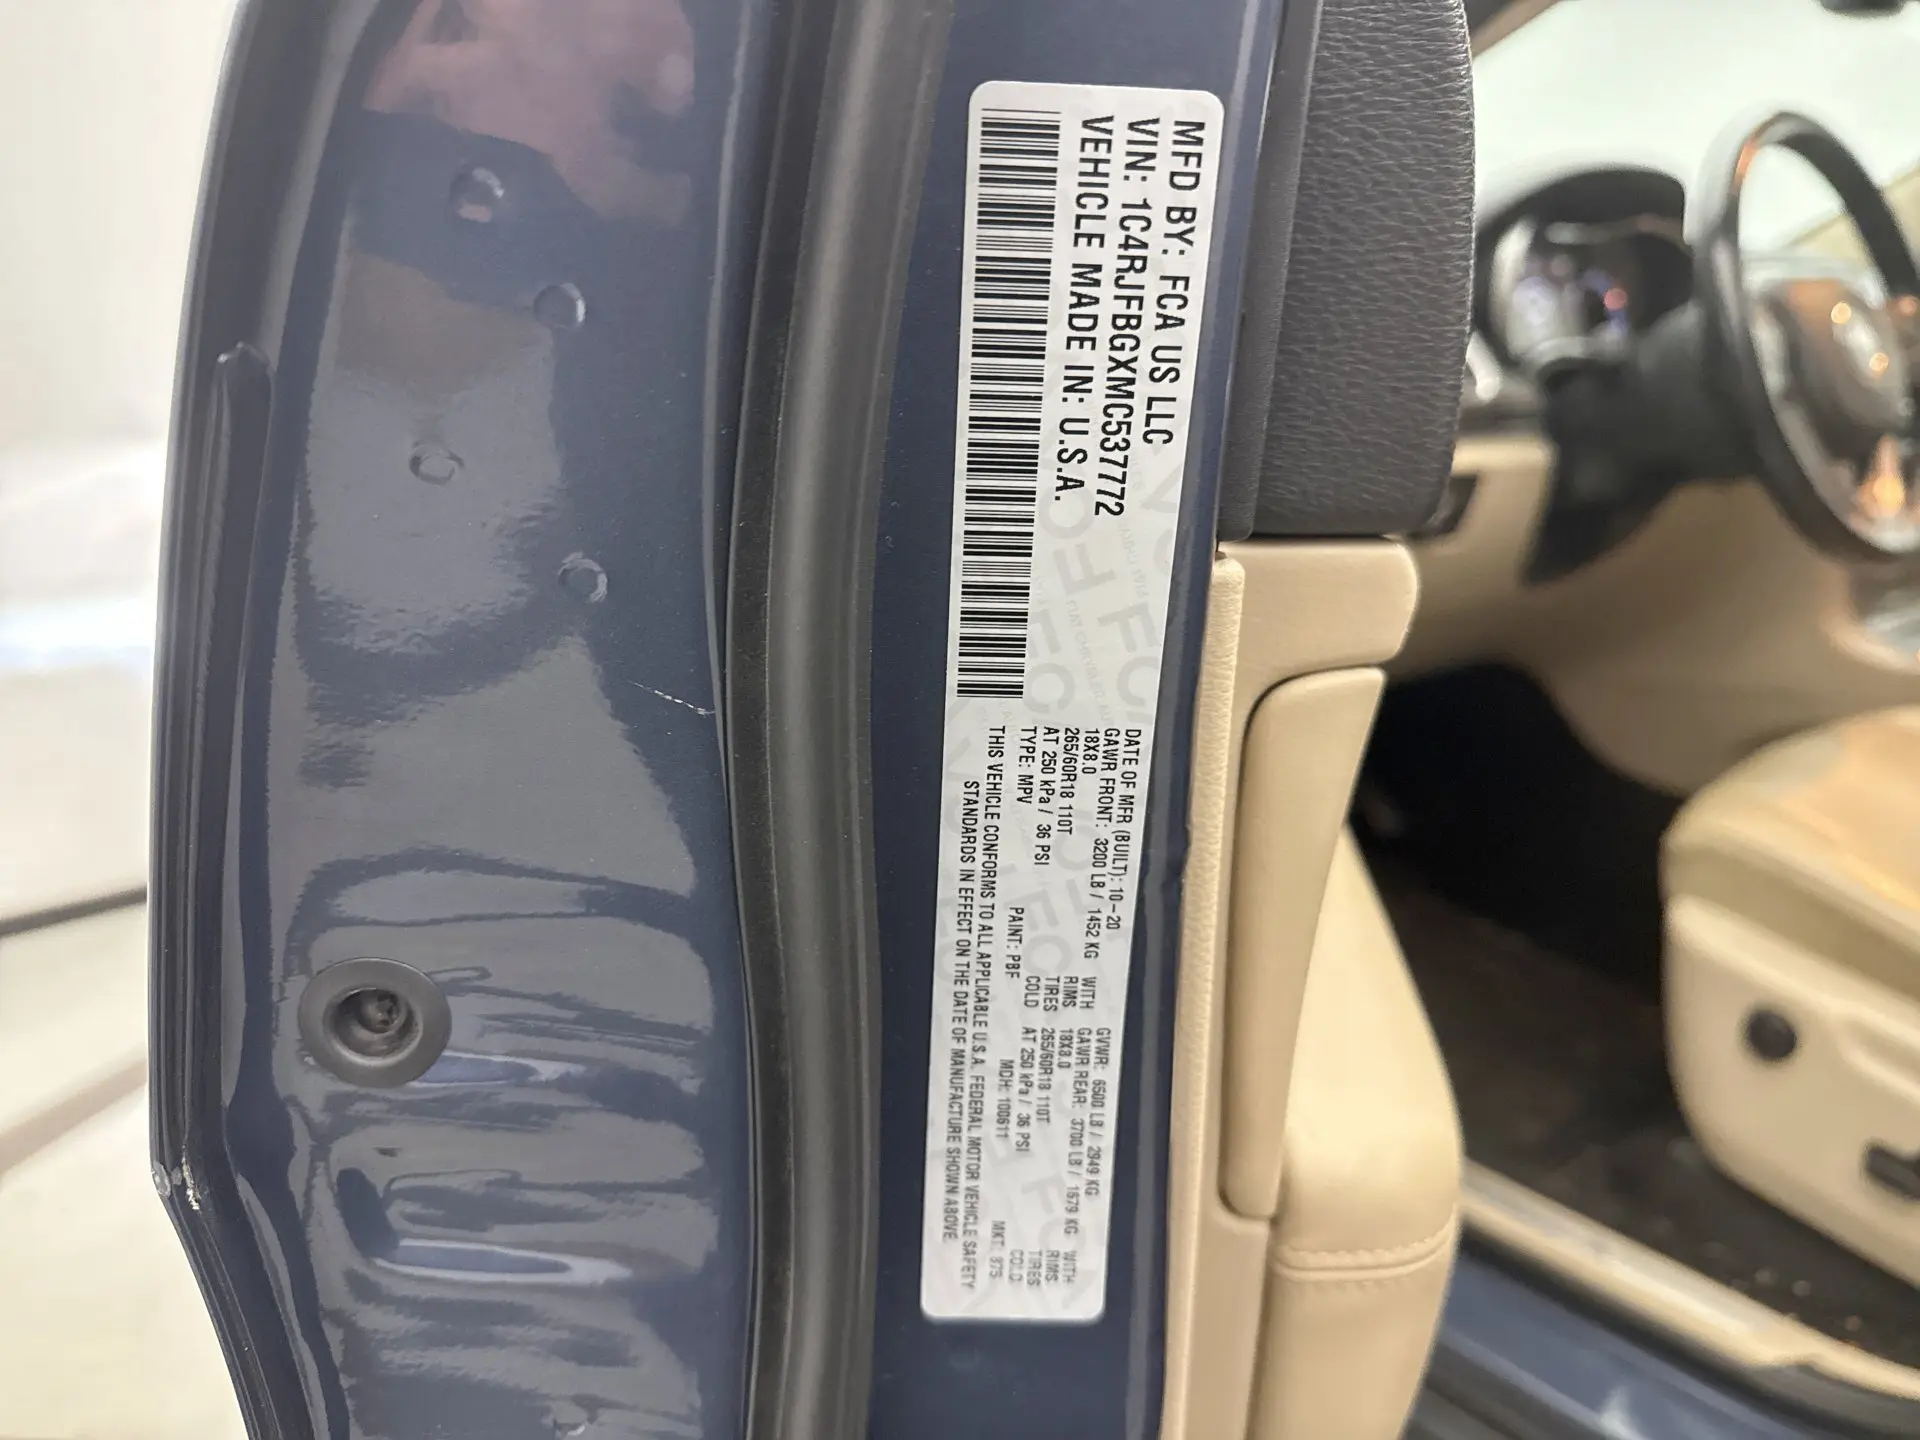 MFD BY: FCA US LLC
VIN: 1C4RJFBGXMC537772
VEHICLE MADE IN: U.S.A.
DATE OF MFR (BUILT): 10-20 GVWR: 6500 LB / 2949 KG
GAWR FRONT: 3200 LB / 1452 KG WITH GAWR REAR: 3700 LB / 1679 KG WITH
18X8.0 RIMS 18X8.0 RIMS
265/60R18 110T TIRES 265/60R18 110T TIRES
AT 250 kPa / 36 PSI COLD AT 250 kPa / 36 PSI COLD
TYPE: MPV PAINT: PBF MDH: 100611 MKT: 875
THIS VEHICLE CONFORMS TO ALL APPLICABLE U.S.A. FEDERAL MOTOR VEHICLE SAFETY
STANDARDS IN EFFECT ON THE DATE OF MANUFACTURE SHOWN ABOVE.